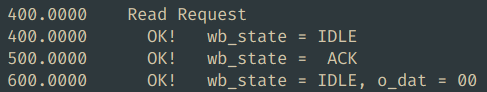 400.0000    Read Request
400.0000      OK!   wb_state = IDLE
500.0000      OK!   wb_state =  ACK
600.0000      OK!   wb_state = IDLE, o_dat = 00